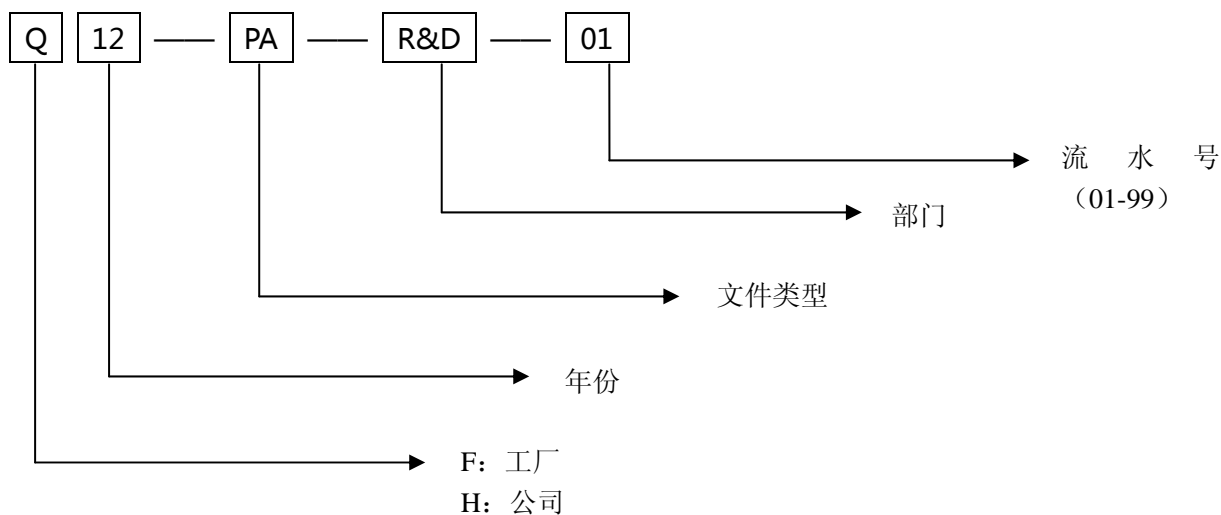 Q 12 —— PA —— R&D —— 01
流 水 号
（01-99）
部门
文件类型
年份
F：工厂
H：公司